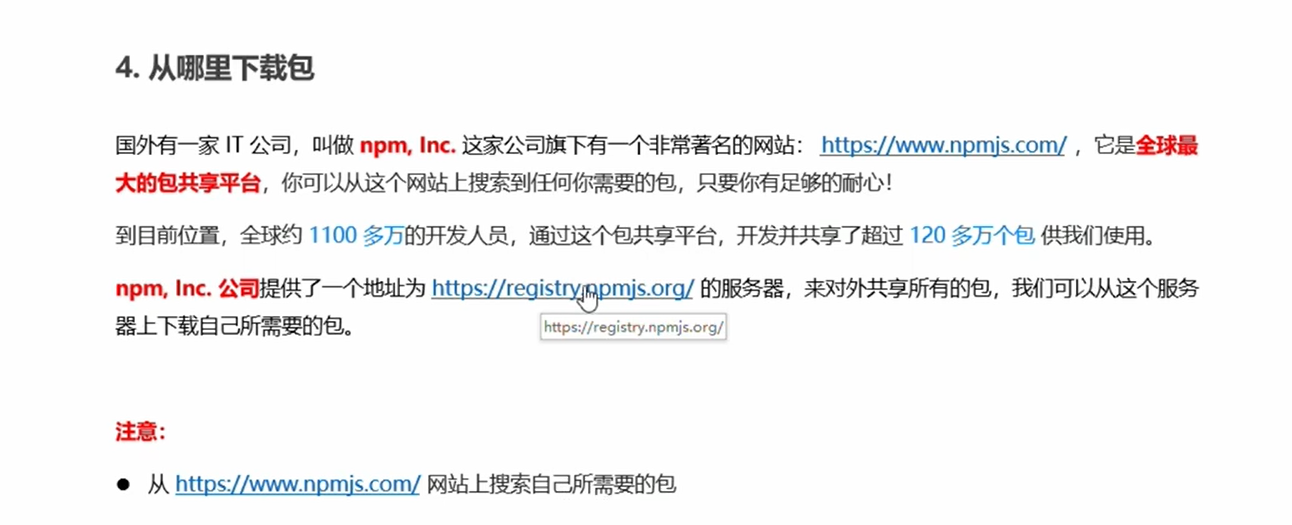 4. 从哪里下载包
国外有一家 IT 公司，叫做 npm, Inc. 这家公司旗下有一个非常著名的网站： https://www.npmjs.com/ ，它是全球最
大的包共享平台，你可以从这个网站上搜索到任何你需要的包，只要你有足够的耐心！
到目前位置，全球约 1100 多万的开发人员，通过这个包共享平台，开发并共享了超过 120 多万个包 供我们使用。
npm, Inc. 公司提供了一个地址为 https://registry.npmjs.org/ 的服务器，来对外共享所有的包，我们可以从这个服务
器上下载自己所需要的包。
https://registry.npmjs.org/
注意：
● 从 https://www.npmjs.com/ 网站上搜索自己所需要的包